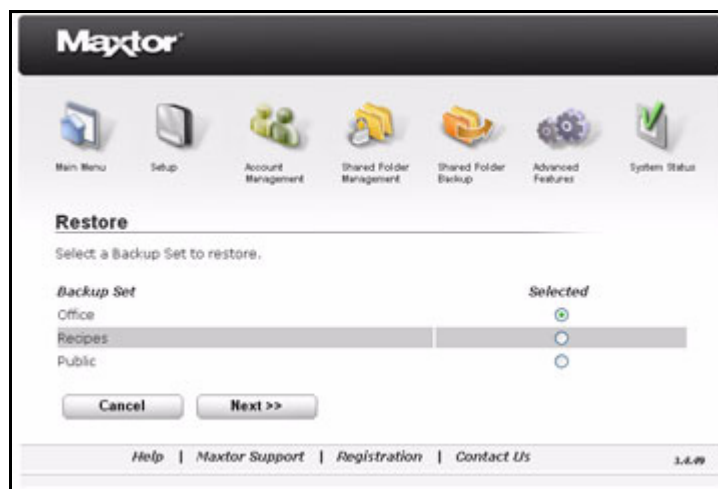 Maxtor
Main Menu
Setup
Account Management
Shared Folder Management
Shared Folder Backup
Advanced Features
System Status
Restore
Select a Backup Set to restore.
Backup Set Selected
Office
Recipes
Public
Cancel Next >>
Help | Maxtor Support | Registration | Contact Us